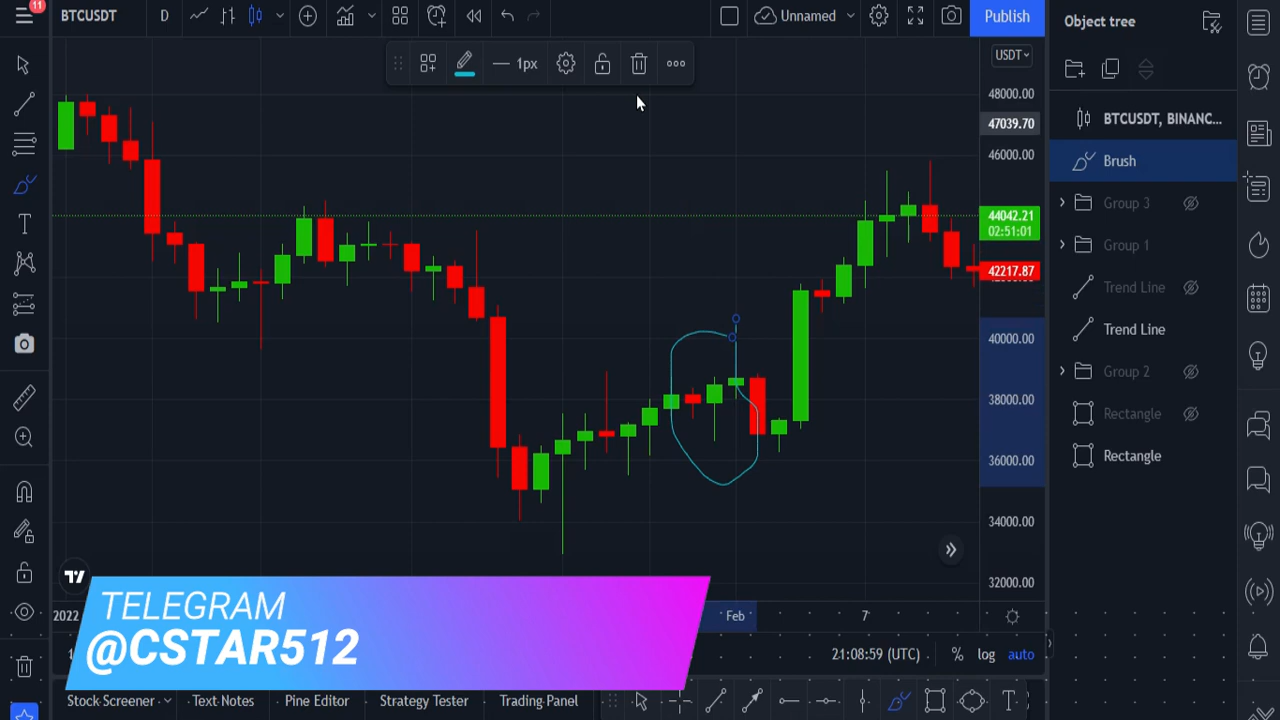 11
BTCUSDT
D
Unnamed
Publish
Object tree
1px
USDT
48000.00
47039.70
46000.00
44042.21
02:51:01
42217.87
40000.00
38000.00
36000.00
34000.00
32000.00
BTCUSDT, BINANC...
Brush
Group 3
Group 1
Trend Line
Trend Line
Group 2
Rectangle
Rectangle
2022
Feb
7
TELEGRAM
@CSTAR512
21:08:59 (UTC)
%
log
auto
Stock Screener
Text Notes
Pine Editor
Strategy Tester
Trading Panel